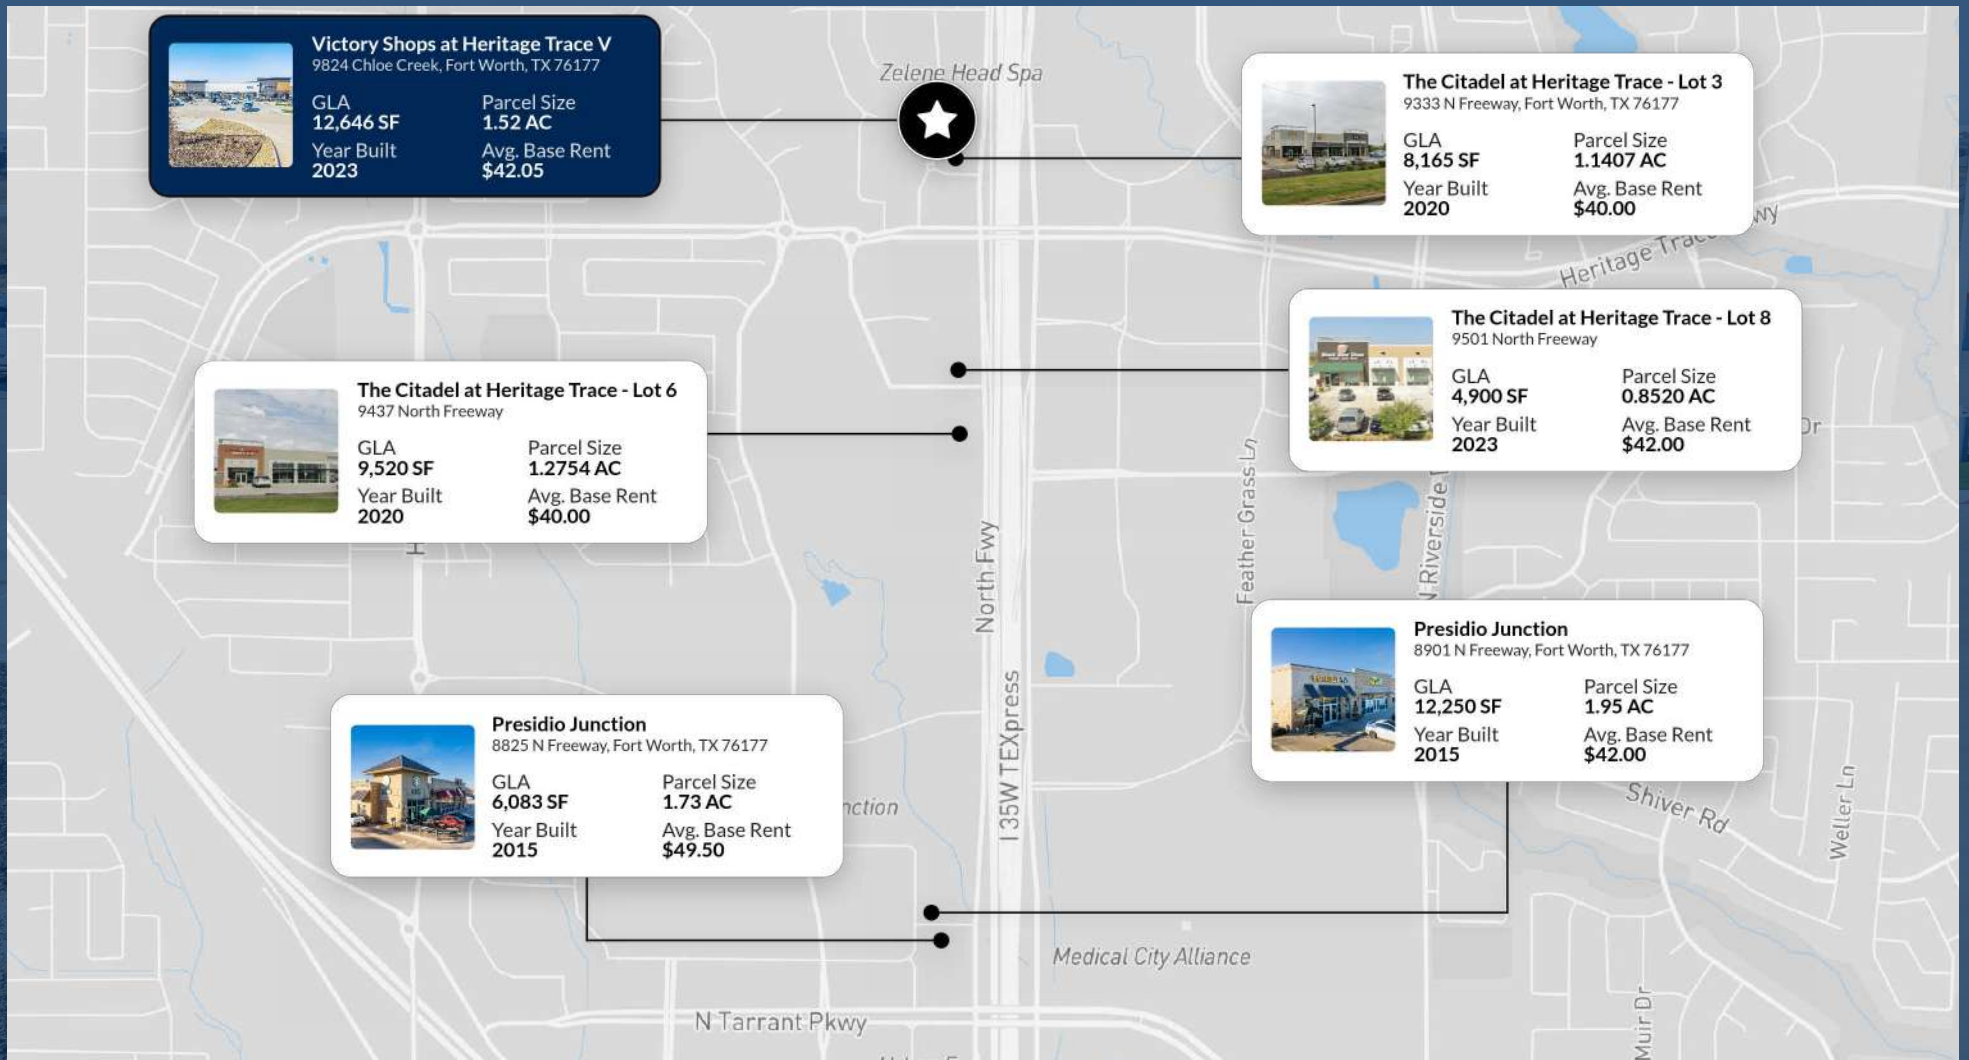 Victory Shops at Heritage Trace V
9824 Chloe Creek, Fort Worth, TX 76177
GLA
12,646 SF
Parcel Size
1.52 AC
Year Built
2023
Avg. Base Rent
$42.05
Zelene Head Spa
The Citadel at Heritage Trace - Lot 3
9333 N Freeway, Fort Worth, TX 76177
GLA
8,165 SF
Parcel Size
1.1407 AC
Year Built
2020
Avg. Base Rent
$40.00
Heritage
The Citadel at Heritage Trace - Lot 8
9501 North Freeway
GLA
4,900 SF
Parcel Size
0.8520 AC
Year Built
2023
Avg. Base Rent
$42.00
Dr
The Citadel at Heritage Trace - Lot 6
9437 North Freeway
GLA
9,520 SF
Parcel Size
1.2754 AC
Year Built
2020
Avg. Base Rent
$40.00
North Fwy
Feather Grass Ln
N Riverside
Presidio Junction
8901 N Freeway, Fort Worth, TX 76177
GLA
12,250 SF
Parcel Size
1.95 AC
Year Built
2015
Avg. Base Rent
$42.00
Presidio Junction
8825 N Freeway, Fort Worth, TX 76177
GLA
6,083 SF
Parcel Size
1.73 AC
Year Built
2015
Avg. Base Rent
$49.50
nction
I 35W TEXpress
Shiver Rd
Weller Ln
Medical City Alliance
N Tarrant Pkwy
Muir Dr